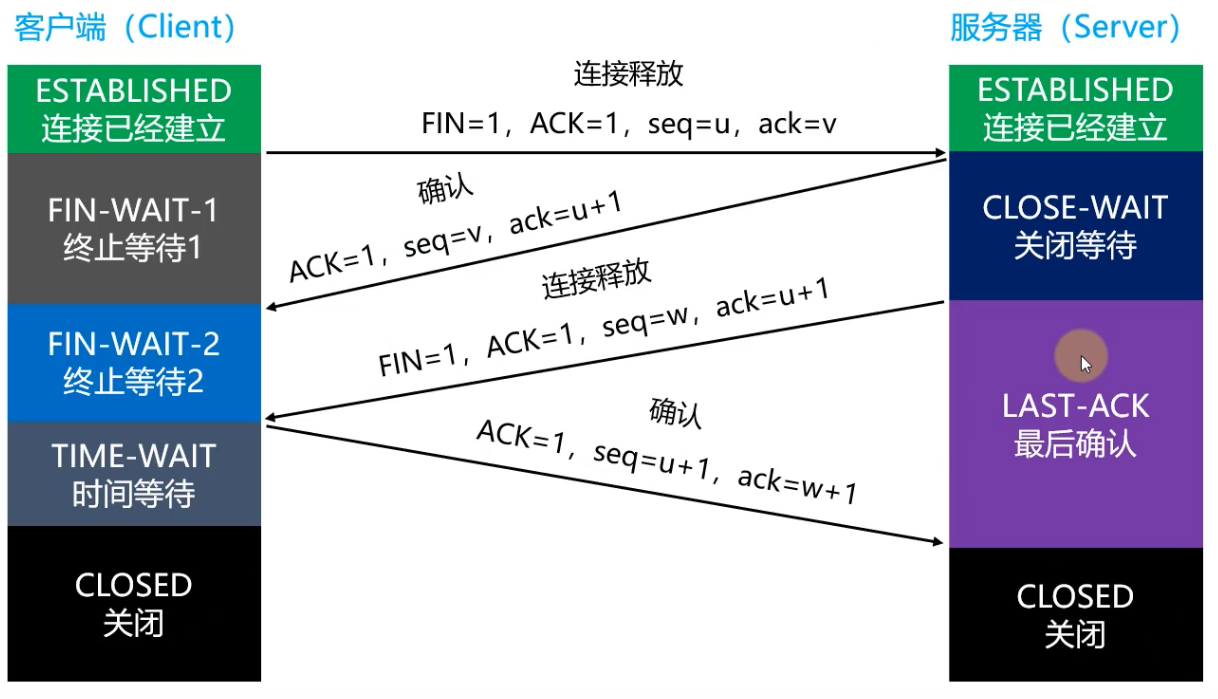 客户端（Client）
服务器（Server）
ESTABLISHED
连接已经建立
连接释放
FIN=1，ACK=1，seq=u，ack=v
ESTABLISHED
连接已经建立
FIN-WAIT-1
终止等待1
确认
ACK=1，seq=v，ack=u+1
CLOSE-WAIT
关闭等待
FIN-WAIT-2
终止等待2
连接释放
FIN=1，ACK=1，seq=w，ack=u+1
LAST-ACK
最后确认
TIME-WAIT
时间等待
确认
ACK=1，seq=u+1，ack=w+1
CLOSED
关闭
CLOSED
关闭